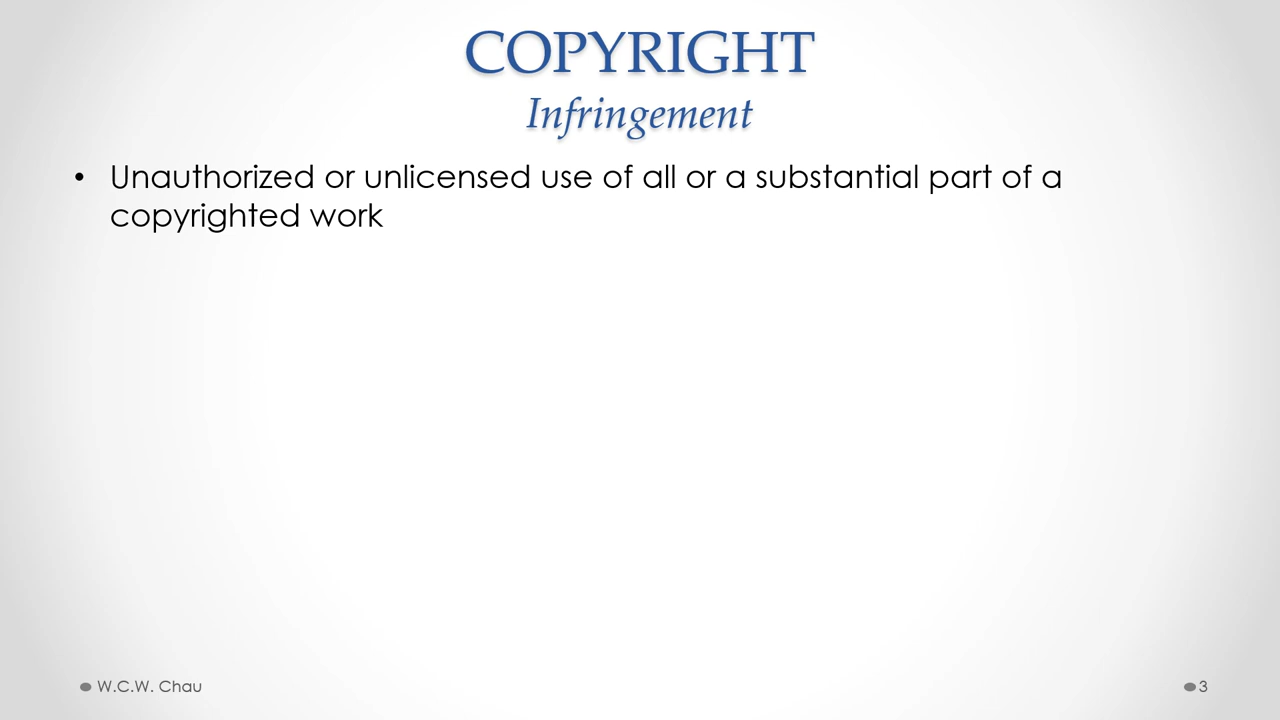 COPYRIGHT
Infringement
• Unauthorized or unlicensed use of all or a substantial part of a
copyrighted work
W.C.W. Chau
3